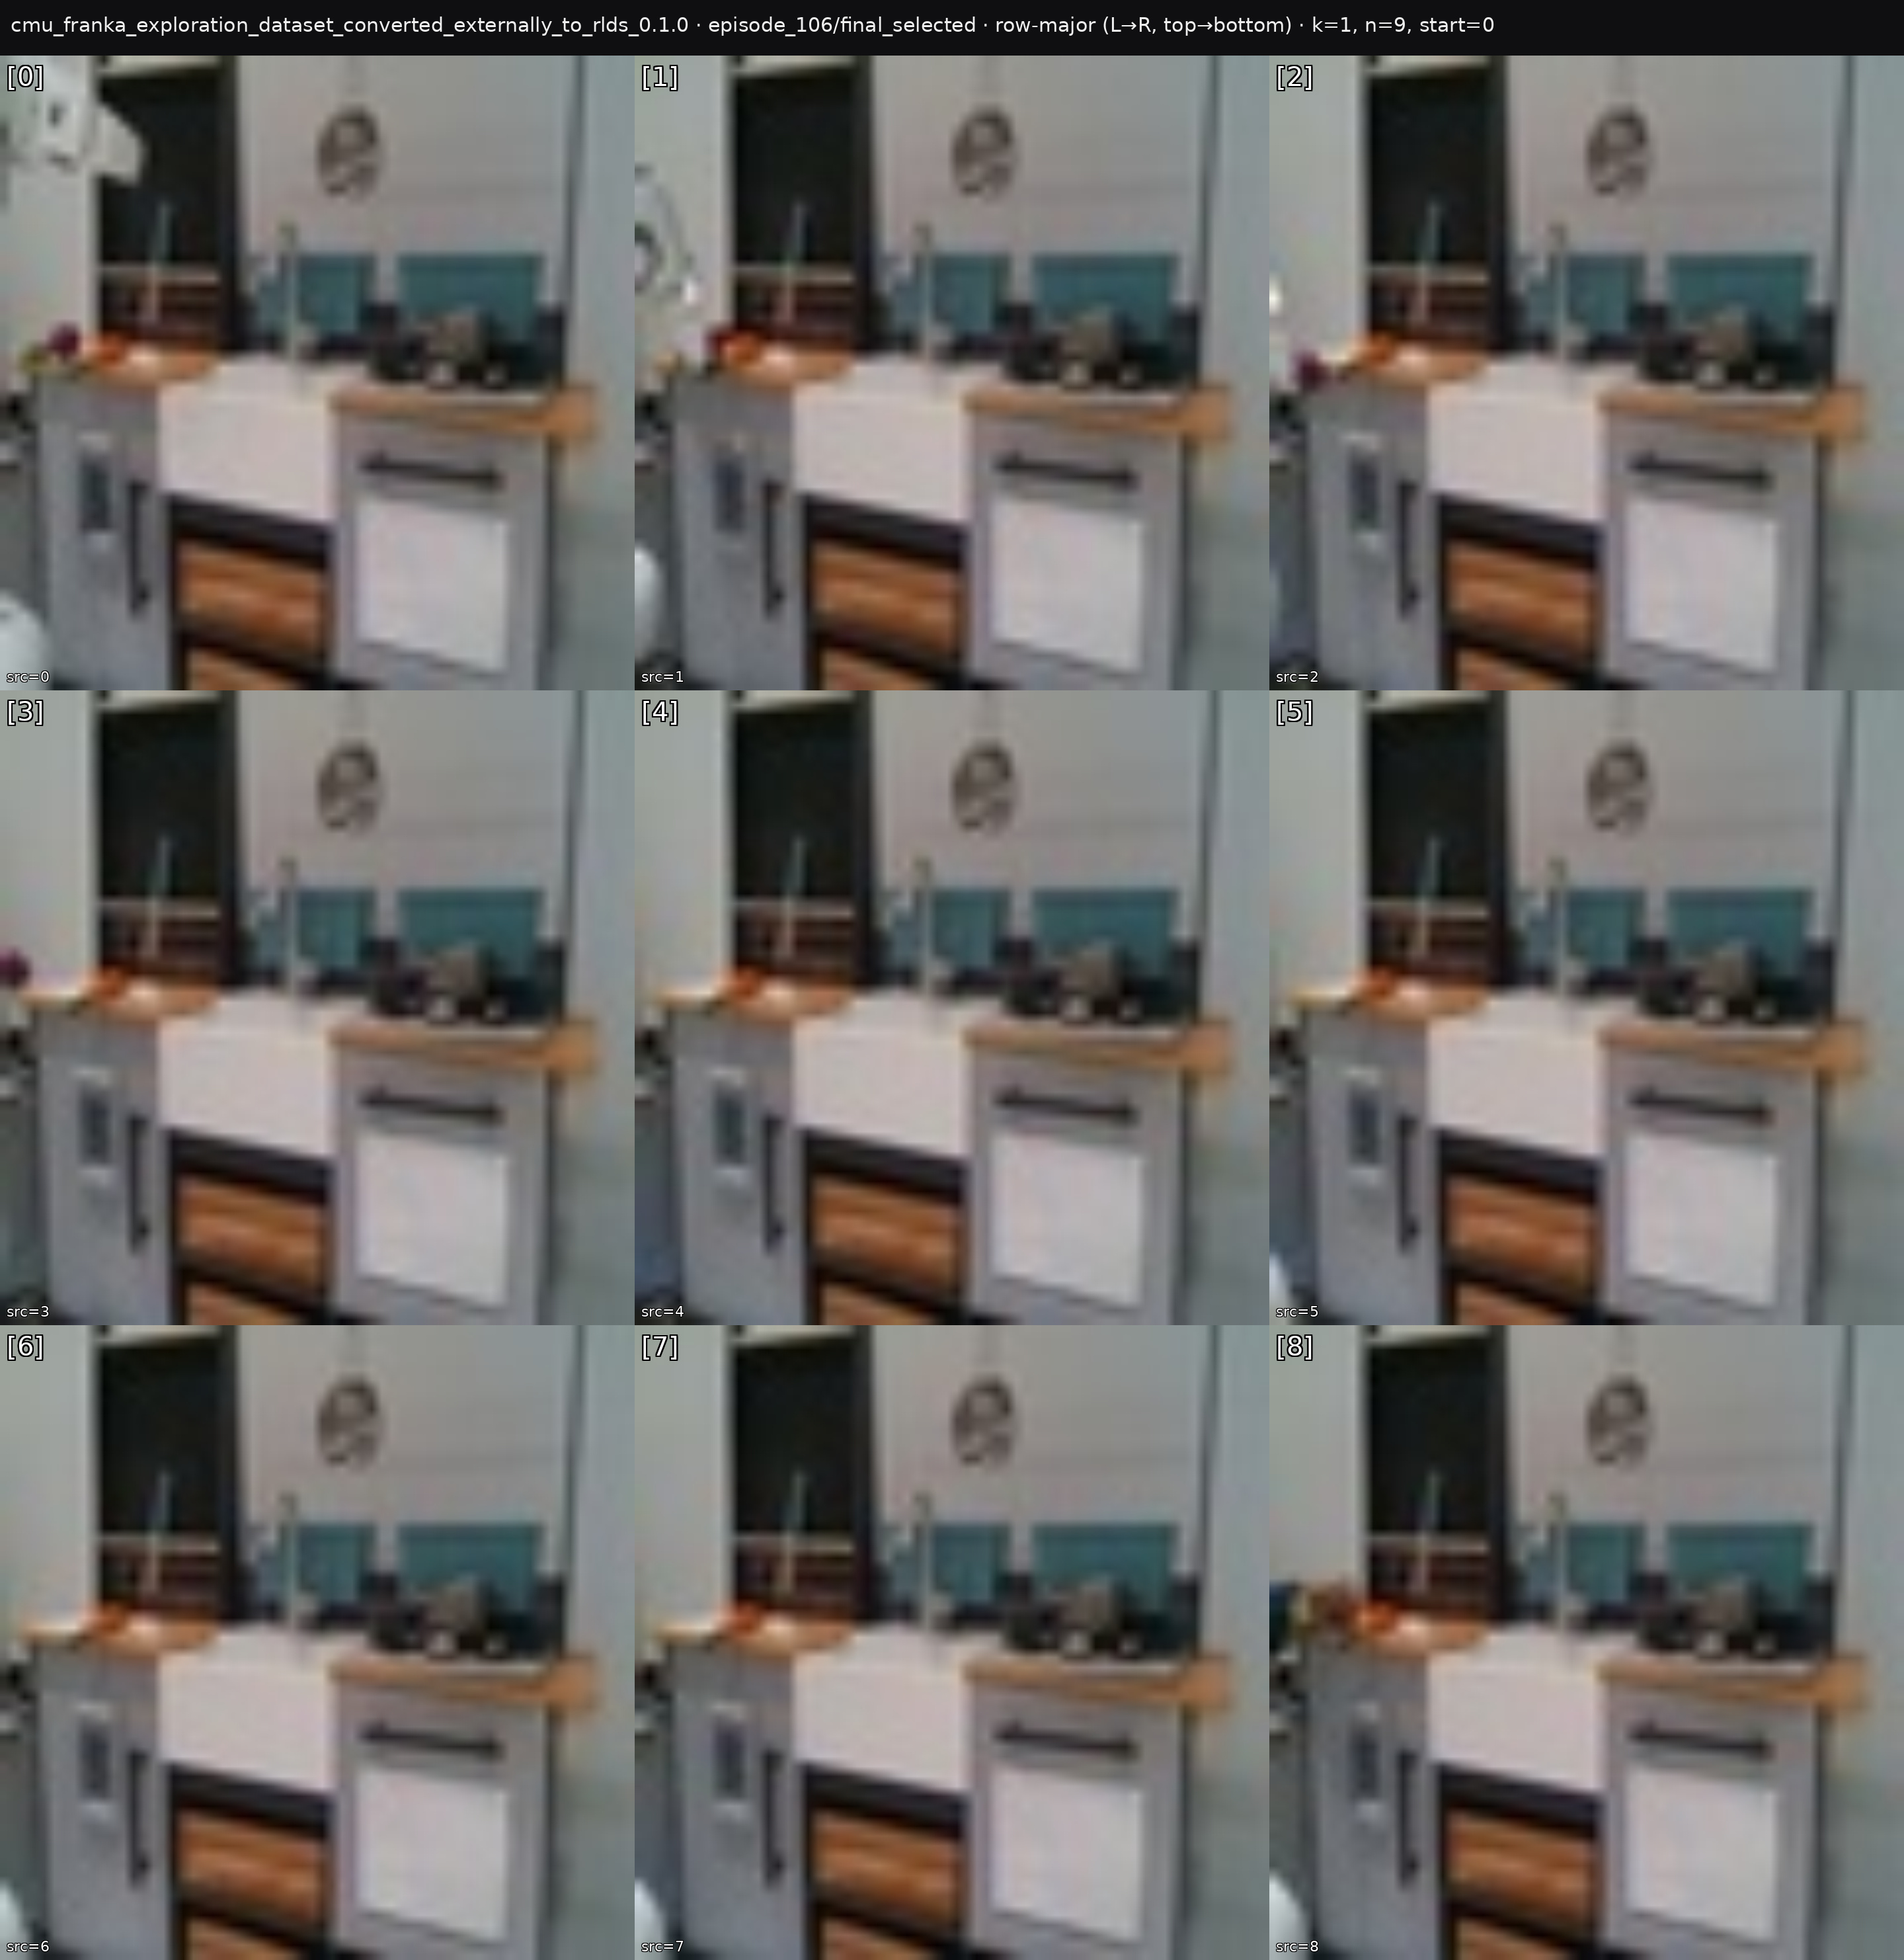 cmu_franka_exploration_dataset_converted_externally_to_rlds_0.1.0 · episode_106/final_selected · row-major (L→R, top→bottom) · k=1, n=9, start=0
[0]
[1]
[2]
src=0
src=1
src=2
[3]
[4]
[5]
src=3
src=4
src=5
[6]
[7]
[8]
src=6
src=7
src=8